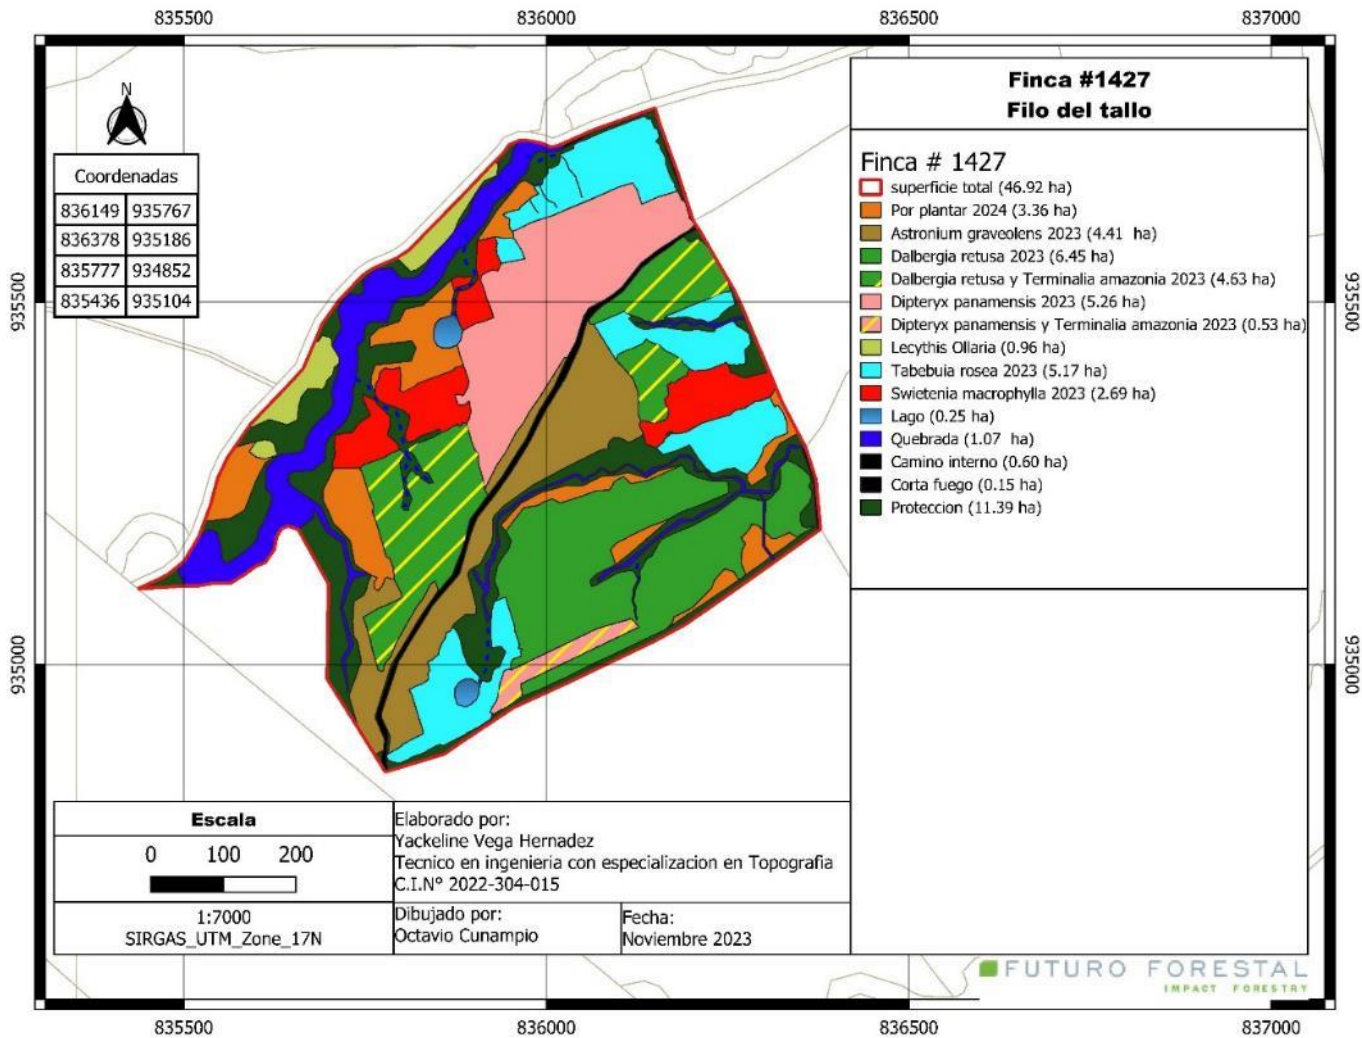 835500 836000 836500 837000
N
Coordenadas
836149 935767
836378 935186
835777 934852
835436 935104
935500
935000
Finca #1427
Filo del tallo
Finca # 1427
superficie total (46.92 ha)
Por plantar 2024 (3.36 ha)
Astronium graveolens 2023 (4.41 ha)
Dalbergia retusa 2023 (6.45 ha)
Dalbergia retusa y Terminalia amazonia 2023 (4.63 ha)
Dipteryx panamensis 2023 (5.26 ha)
Dipteryx panamensis y Terminalia amazonia 2023 (0.53 ha)
Lecythis Ollaria (0.96 ha)
Tabebuia rosea 2023 (5.17 ha)
Swietenia macrophylla 2023 (2.69 ha)
Lago (0.25 ha)
Quebrada (1.07 ha)
Camino interno (0.60 ha)
Corta fuego (0.15 ha)
Proteccion (11.39 ha)
935500
935000
Escala
0 100 200
1:7000
SIRGAS_UTM_Zone_17N
Elaborado por:
Yackeline Vega Hernadez
Tecnico en ingenieria con especializacion en Topografia
C.I.N° 2022-304-015
Dibujado por:
Octavio Cunampio
Fecha:
Noviembre 2023
FUTURO FORESTAL
IMPACT FORESTRY
835500 836000 836500 837000